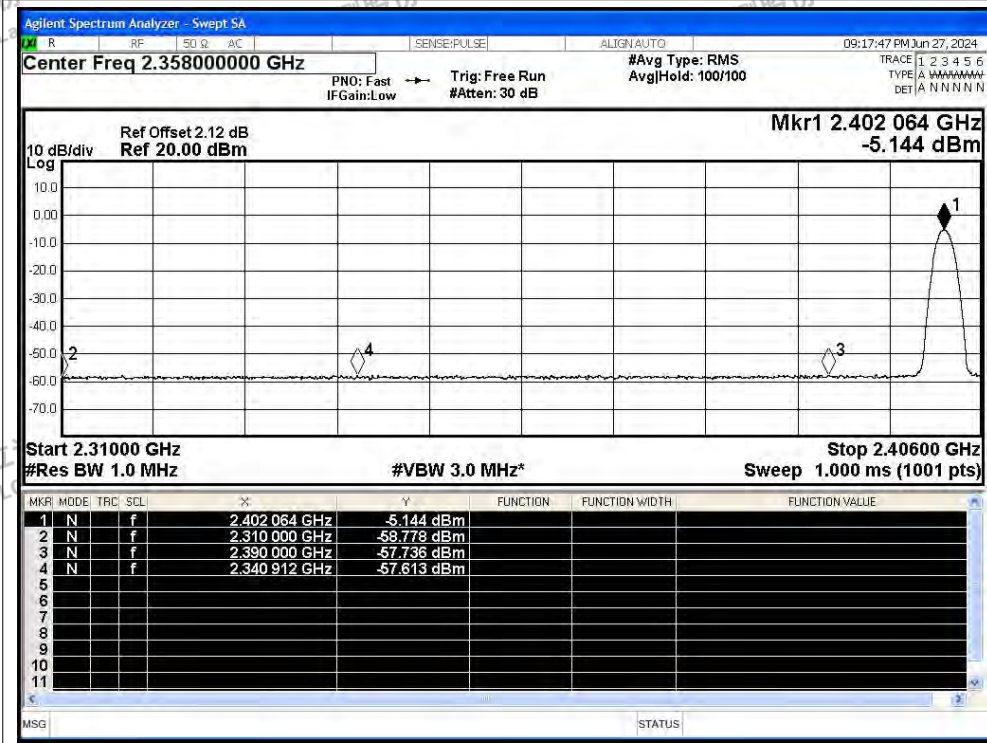 Agilent Spectrum Analyzer - Swept SA
LXI R RF 50 Ω AC SENSE:PULSE ALIGNAUTO 09:17:47 PM Jun 27, 2024
Center Freq 2.358000000 GHz #Avg Type: RMS TRACE 1 2 3 4 5 6
PNO: Fast Trig: Free Run Avg|Hold: 100/100 TYPE A WWWWW
IFGain:Low #Atten: 30 dB DET A N N N N N
Mkr1 2.402 064 GHz
-5.144 dBm
Ref Offset 2.12 dB
10 dB/div Ref 20.00 dBm
Log
10.0
0.00
1
-10.0
-20.0
-30.0
-40.0
-50.0 2 4 3
-60.0
-70.0
Start 2.31000 GHz Stop 2.40600 GHz
#Res BW 1.0 MHz #VBW 3.0 MHz* Sweep 1.000 ms (1001 pts)
MKR MODE TRC SCL X Y FUNCTION FUNCTION WIDTH FUNCTION VALUE
1 N f 2.402 064 GHz -5.144 dBm
2 N f 2.310 000 GHz -58.778 dBm
3 N f 2.390 000 GHz -57.736 dBm
4 N f 2.340 912 GHz -57.613 dBm
5
6
7
8
9
10
11
MSG STATUS